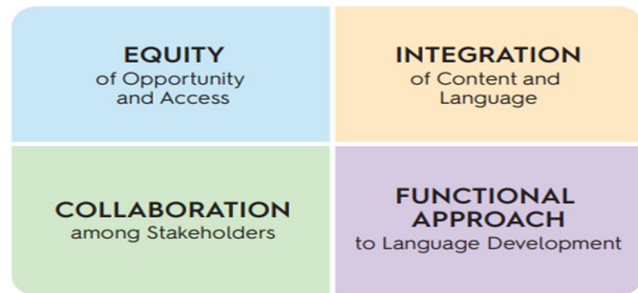 EQUITY
of Opportunity
and Access
INTEGRATION
of Content and
Language
COLLABORATION
among Stakeholders
FUNCTIONAL
APPROACH
to Language Development